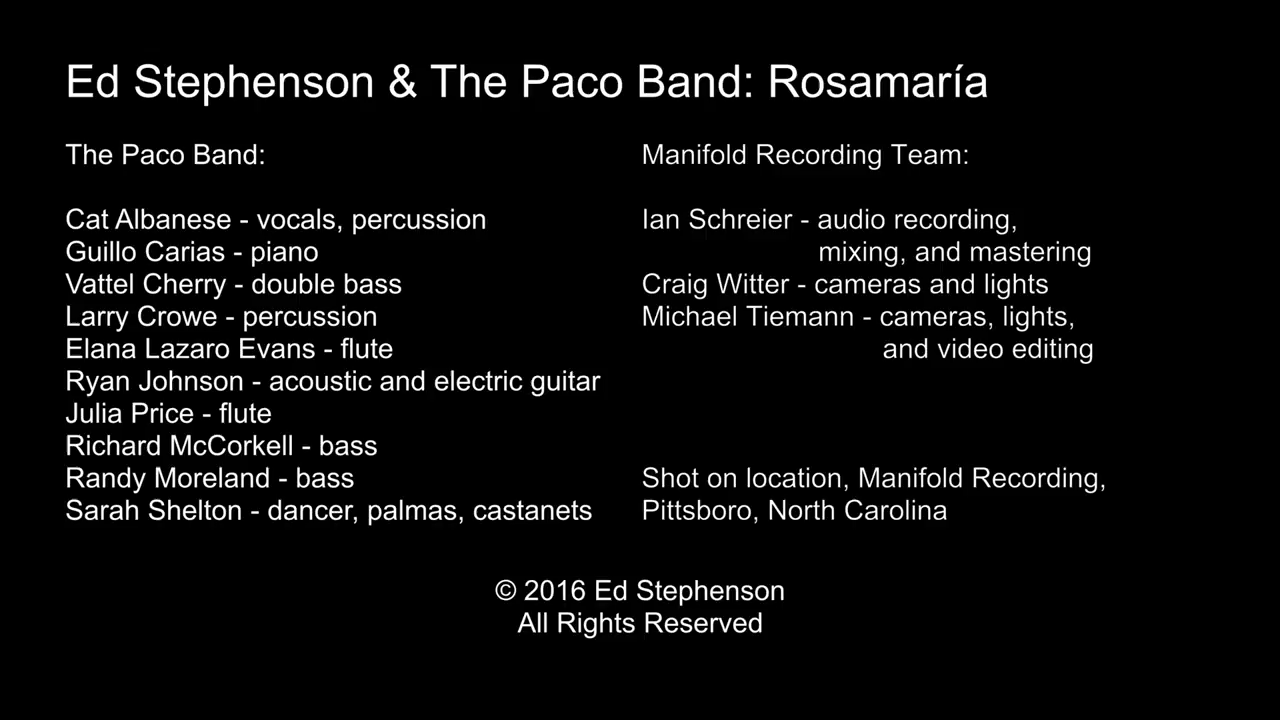 Ed Stephenson & The Paco Band: Rosamaría
The Paco Band:
Cat Albanese - vocals, percussion
Guillo Carias - piano
Vattel Cherry - double bass
Larry Crowe - percussion
Elana Lazaro Evans - flute
Ryan Johnson - acoustic and electric guitar
Julia Price - flute
Richard McCorkell - bass
Randy Moreland - bass
Sarah Shelton - dancer, palmas, castanets
Manifold Recording Team:
Ian Schreier - audio recording,
mixing, and mastering
Craig Witter - cameras and lights
Michael Tiemann - cameras, lights,
and video editing
Shot on location, Manifold Recording,
Pittsboro, North Carolina
© 2016 Ed Stephenson
All Rights Reserved